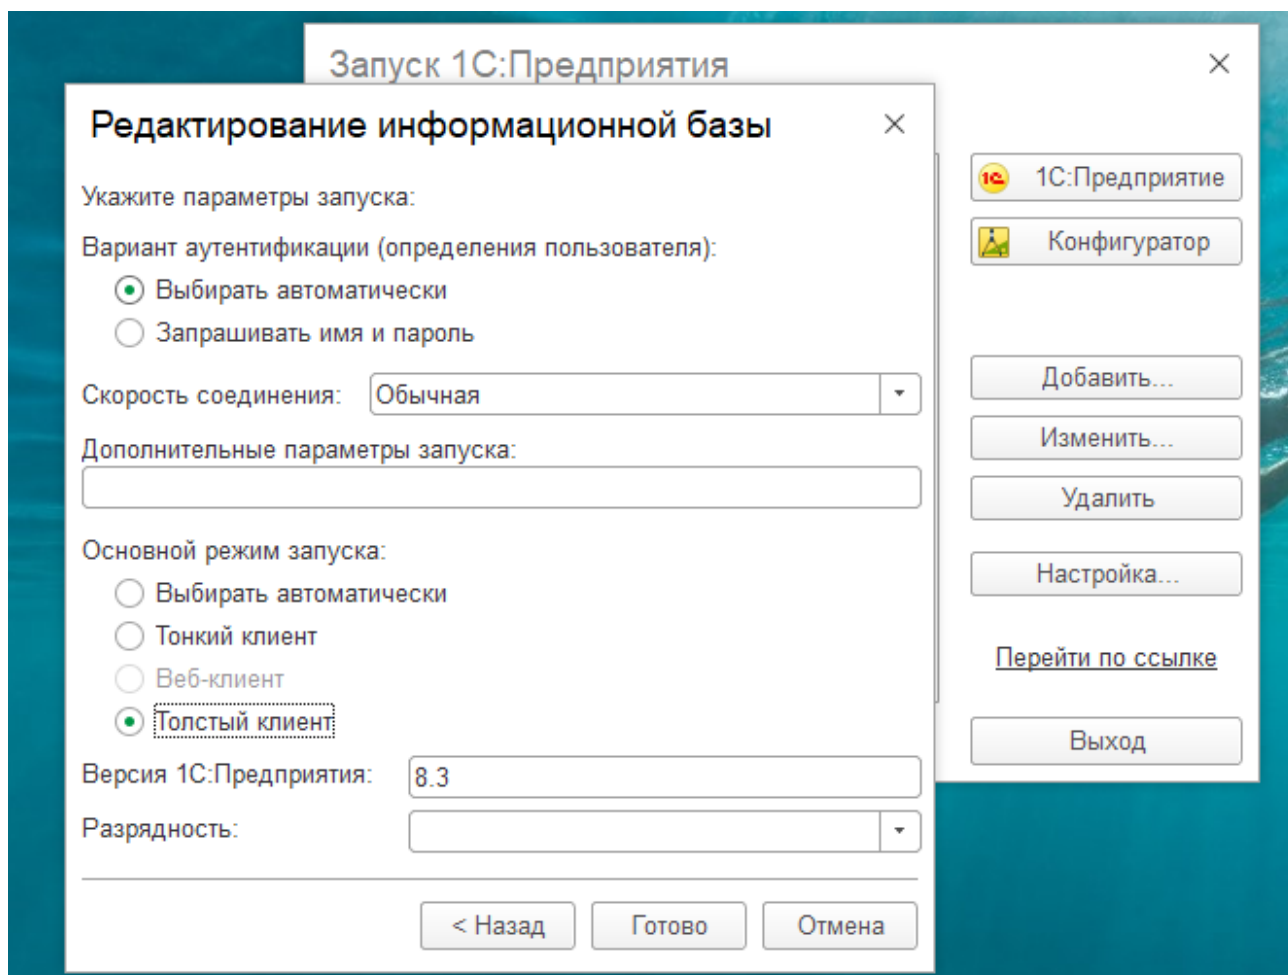 Запуск 1С:Предприятия
Редактирование информационной базы
Укажите параметры запуска:
Вариант аутентификации (определения пользователя):
Выбирать автоматически
Запрашивать имя и пароль
Скорость соединения: Обычная
Дополнительные параметры запуска:
Основной режим запуска:
Выбирать автоматически
Тонкий клиент
Веб-клиент
Толстый клиент
Версия 1С:Предприятия: 8.3
Разрядность:
< Назад Готово Отмена
1С 1С:Предприятие
Конфигуратор
Добавить...
Изменить...
Удалить
Настройка...
Перейти по ссылке
Выход